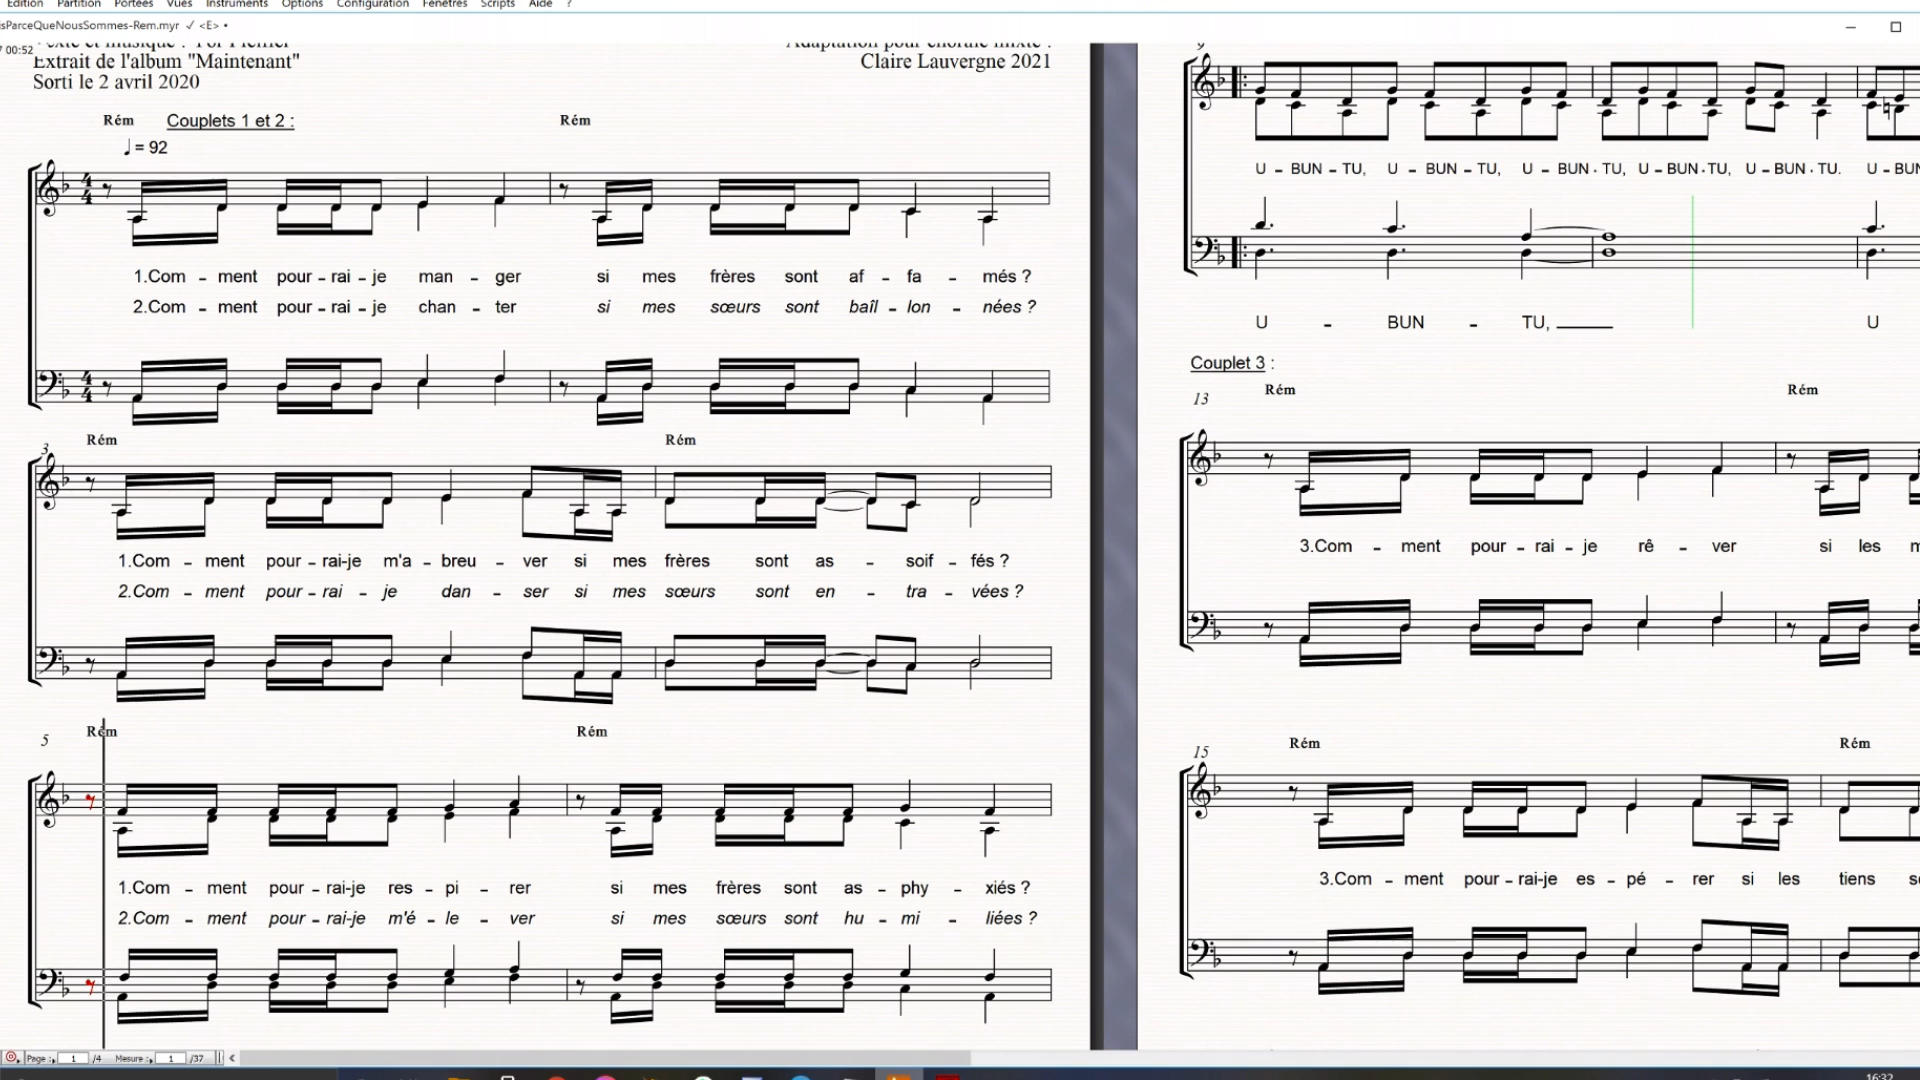 Edition Partition Portées Vues Instruments Options Configuration Fenêtres Scripts Aide ?
isParceQueNousSommes-Rem.myr ✓ <E> •
00:52
Extrait de l'album "Maintenant"
Sorti le 2 avril 2020
Adaptation pour chorale mixte :
Claire Lauvergne 2021
Rém Couplets 1 et 2 : Rém
♩ = 92
1.Com - ment pour - rai - je man - ger si mes frères sont af - fa - més ?
2.Com - ment pour - rai - je chan - ter si mes sœurs sont baîl - lon - nées ?
3
Rém Rém
1.Com - ment pour - rai-je m'a - breu - ver si mes frères sont as - soif - fés ?
2.Com - ment pour - rai - je dan - ser si mes sœurs sont en - tra - vées ?
5
Rém Rém
1.Com - ment pour - rai-je res - pi - rer si mes frères sont as - phy - xiés ?
2.Com - ment pour - rai-je m'é - le - ver si mes sœurs sont hu - mi - liées ?
9
U - BUN - TU, U - BUN - TU, U - BUN - TU, U - BUN - TU, U - BUN - TU. U - BUN
U - BUN - TU, U
Couplet 3 :
13
Rém Rém
3.Com - ment pour - rai - je rê - ver si les m
15
Rém Rém
3.Com - ment pour - rai-je es - pé - rer si les tiens s
Page : 1 /4 Mesure : 1 /37
16:32